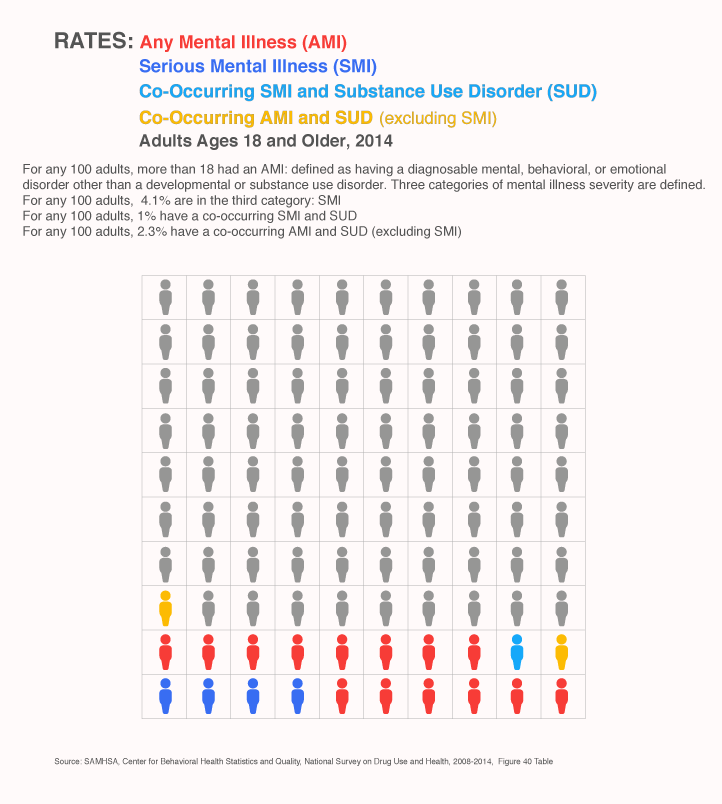 RATES: Any Mental Illness (AMI)
Serious Mental Illness (SMI)
Co-Occurring SMI and Substance Use Disorder (SUD)
Co-Occurring AMI and SUD (excluding SMI)
Adults Ages 18 and Older, 2014
For any 100 adults, more than 18 had an AMI: defined as having a diagnosable mental, behavioral, or emotional
disorder other than a developmental or substance use disorder. Three categories of mental illness severity are defined.
For any 100 adults,  4.1% are in the third category: SMI
For any 100 adults, 1% have a co-occurring SMI and SUD
For any 100 adults, 2.3% have a co-occurring AMI and SUD (excluding SMI)
Source: SAMHSA, Center for Behavioral Health Statistics and Quality, National Survey on Drug Use and Health, 2008-2014,  Figure 40 Table